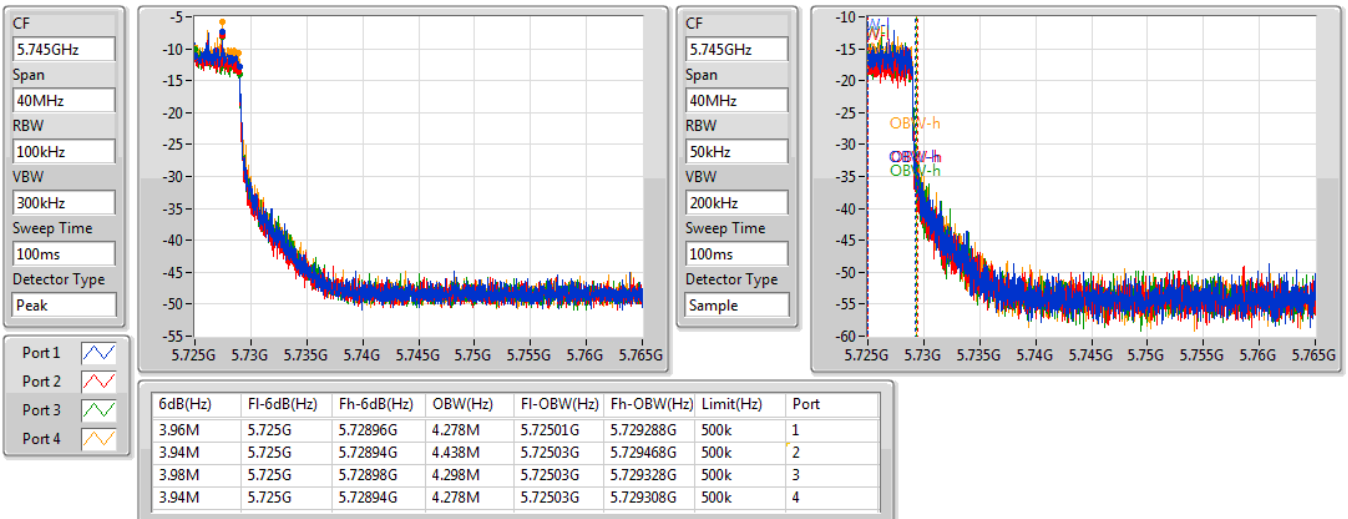 CF
5.745GHz
Span
40MHz
RBW
100kHz
VBW
300kHz
Sweep Time
100ms
Detector Type
Peak
-5
-10
-15
-20
-25
-30
-35
-40
-45
-50
-55
5.725G 5.73G 5.735G 5.74G 5.745G 5.75G 5.755G 5.76G 5.765G
CF
5.745GHz
Span
40MHz
RBW
50kHz
VBW
200kHz
Sweep Time
100ms
Detector Type
Sample
-10
-15
-20
-25
-30
-35
-40
-45
-50
-55
-60
OBW-h
OBW-h
OBW-h
5.725G 5.73G 5.735G 5.74G 5.745G 5.75G 5.755G 5.76G 5.765G
Port 1
Port 2
Port 3
Port 4
6dB(Hz) Fl-6dB(Hz) Fh-6dB(Hz) OBW(Hz) Fl-OBW(Hz) Fh-OBW(Hz) Limit(Hz) Port
3.96M 5.725G 5.72896G 4.278M 5.72501G 5.729288G 500k 1
3.94M 5.725G 5.72894G 4.438M 5.72503G 5.729468G 500k 2
3.98M 5.725G 5.72898G 4.298M 5.72503G 5.729328G 500k 3
3.94M 5.725G 5.72894G 4.278M 5.72503G 5.729308G 500k 4